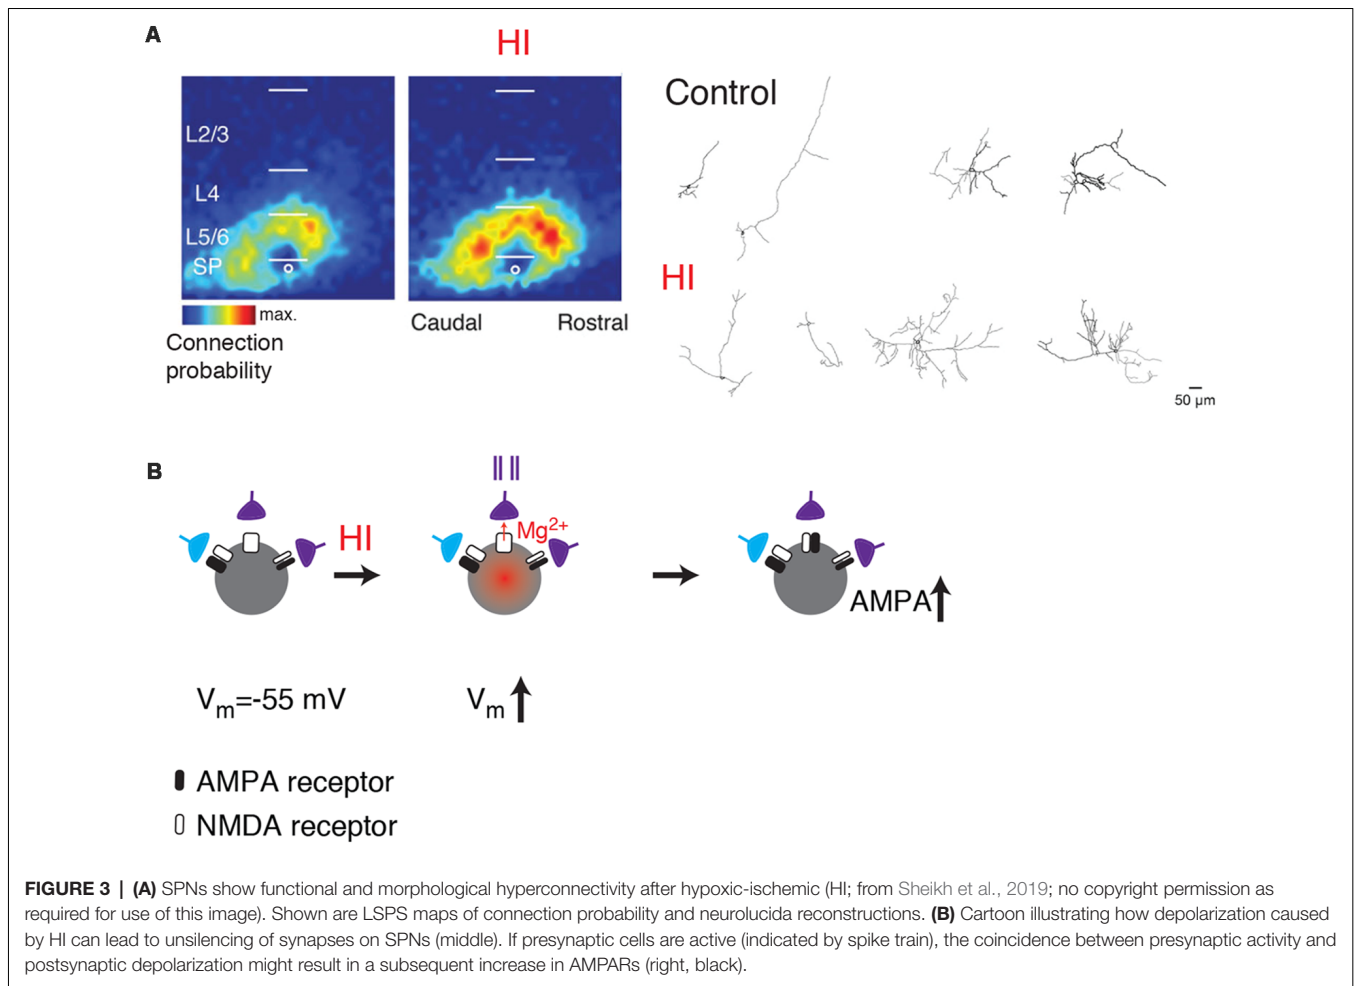 A
HI
L2/3
L4
L5/6
SP
max.
Connection
probability
Caudal
Rostral
Control
HI
50 µm
B
HI
Mg2+
AMPA
Vm=-55 mV
Vm
AMPA receptor
NMDA receptor
FIGURE 3 | (A) SPNs show functional and morphological hyperconnectivity after hypoxic-ischemic (HI; from Sheikh et al., 2019; no copyright permission as
required for use of this image). Shown are LSPS maps of connection probability and neurolucida reconstructions. (B) Cartoon illustrating how depolarization caused
by HI can lead to unsilencing of synapses on SPNs (middle). If presynaptic cells are active (indicated by spike train), the coincidence between presynaptic activity and
postsynaptic depolarization might result in a subsequent increase in AMPARs (right, black).